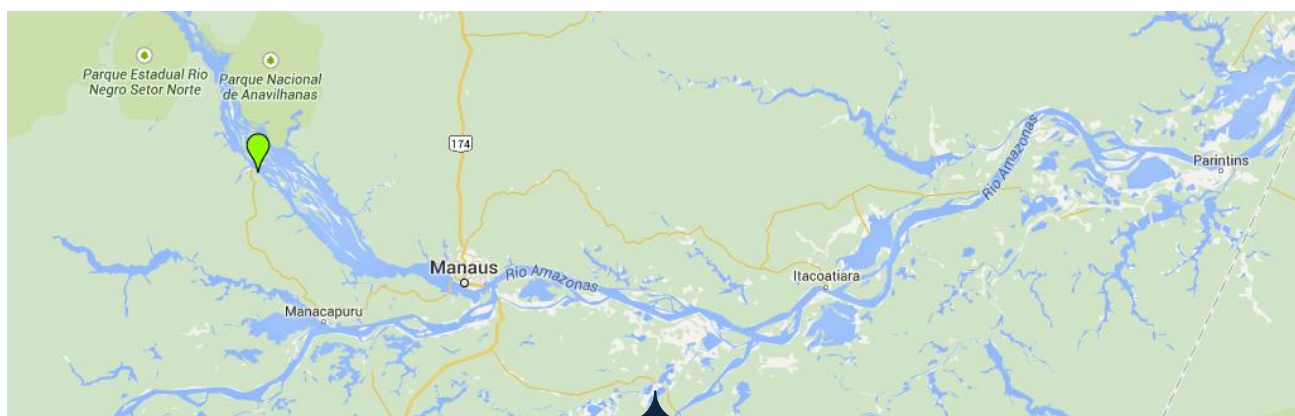 Parque Estadual Rio
Negro Setor Norte
Parque Nacional
de Anavilhanas
174
Rio Amazonas
Parintins
Manaus
Rio Amazonas
Itacoatiara
Manacapuru